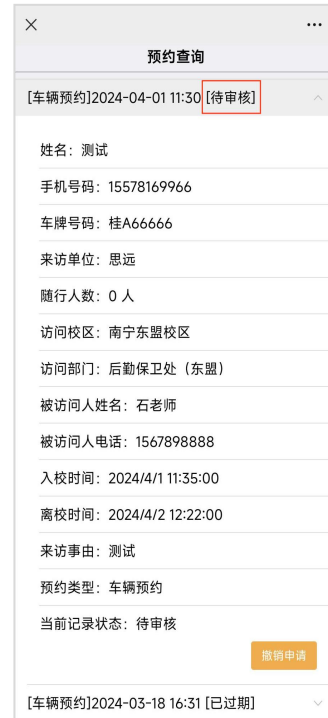 预约查询
[车辆预约]2024-04-01 11:30 [待审核]
姓名：测试
手机号码：15578169966
车牌号码：桂A66666
来访单位：思远
随行人数：0 人
访问校区：南宁东盟校区
访问部门：后勤保卫处（东盟）
被访问人姓名：石老师
被访问人电话：1567898888
入校时间：2024/4/1 11:35:00
离校时间：2024/4/2 12:22:00
来访事由：测试
预约类型：车辆预约
当前记录状态：待审核
撤销申请
[车辆预约]2024-03-18 16:31 [已过期]